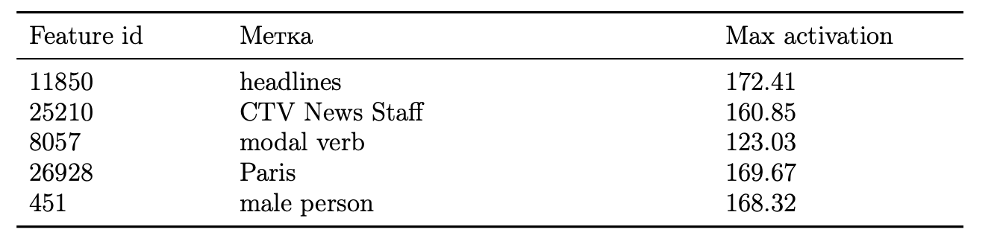 Feature id Метка Max activation
11850 headlines 172.41
25210 CTV News Staff 160.85
8057 modal verb 123.03
26928 Paris 169.67
451 male person 168.32